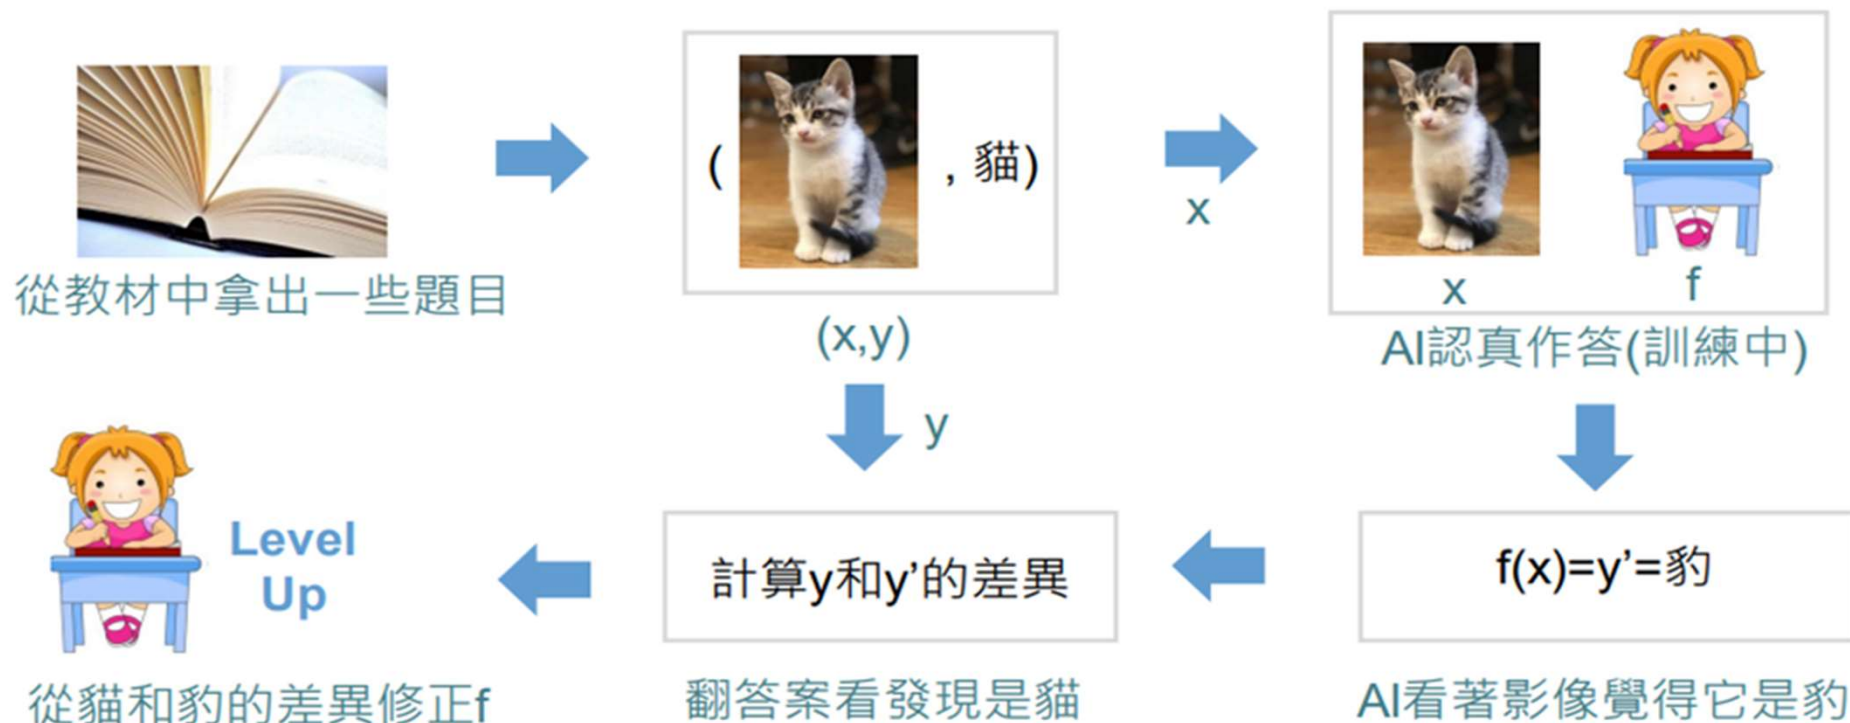 從教材中拿出一些題目
(
, 貓)
(x,y)
x
x
f
AI認真作答(訓練中)
y
f(x)=y’=豹
AI看著影像覺得它是豹
計算y和y’的差異
翻答案看發現是貓
Level
Up
從貓和豹的差異修正f